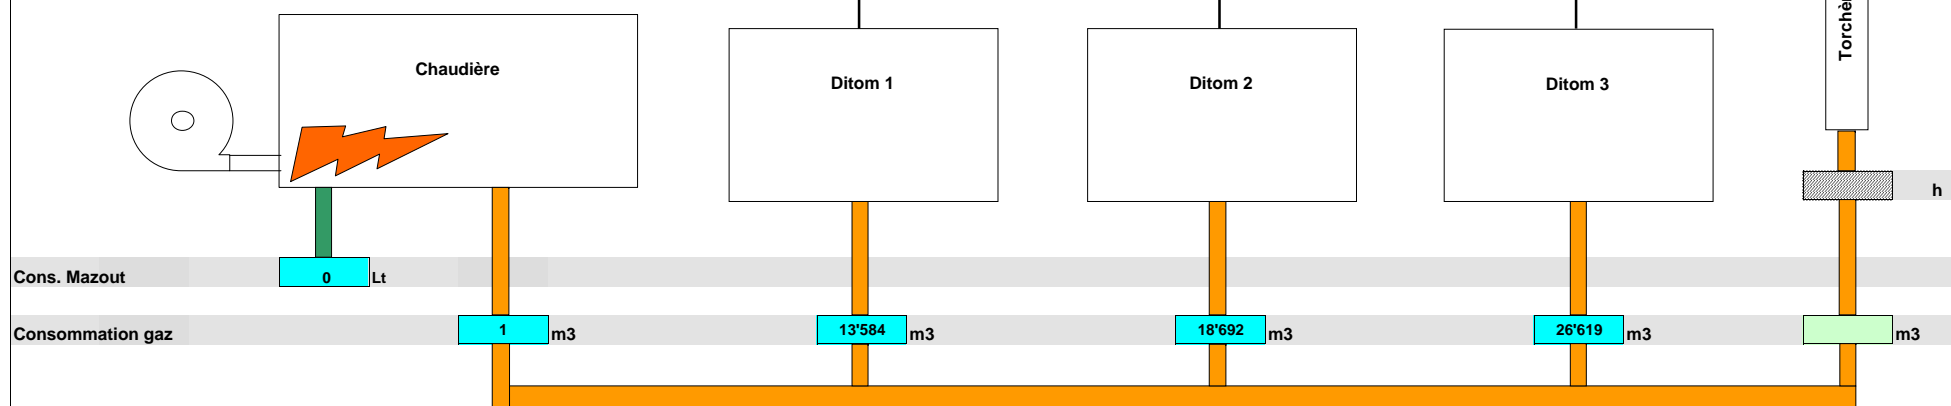 Chaudière
Ditom 1
Ditom 2
Ditom 3
Torchèr
h
Cons. Mazout
0 Lt
Consommation gaz
1 m3
13'584 m3
18'692 m3
26'619 m3
m3